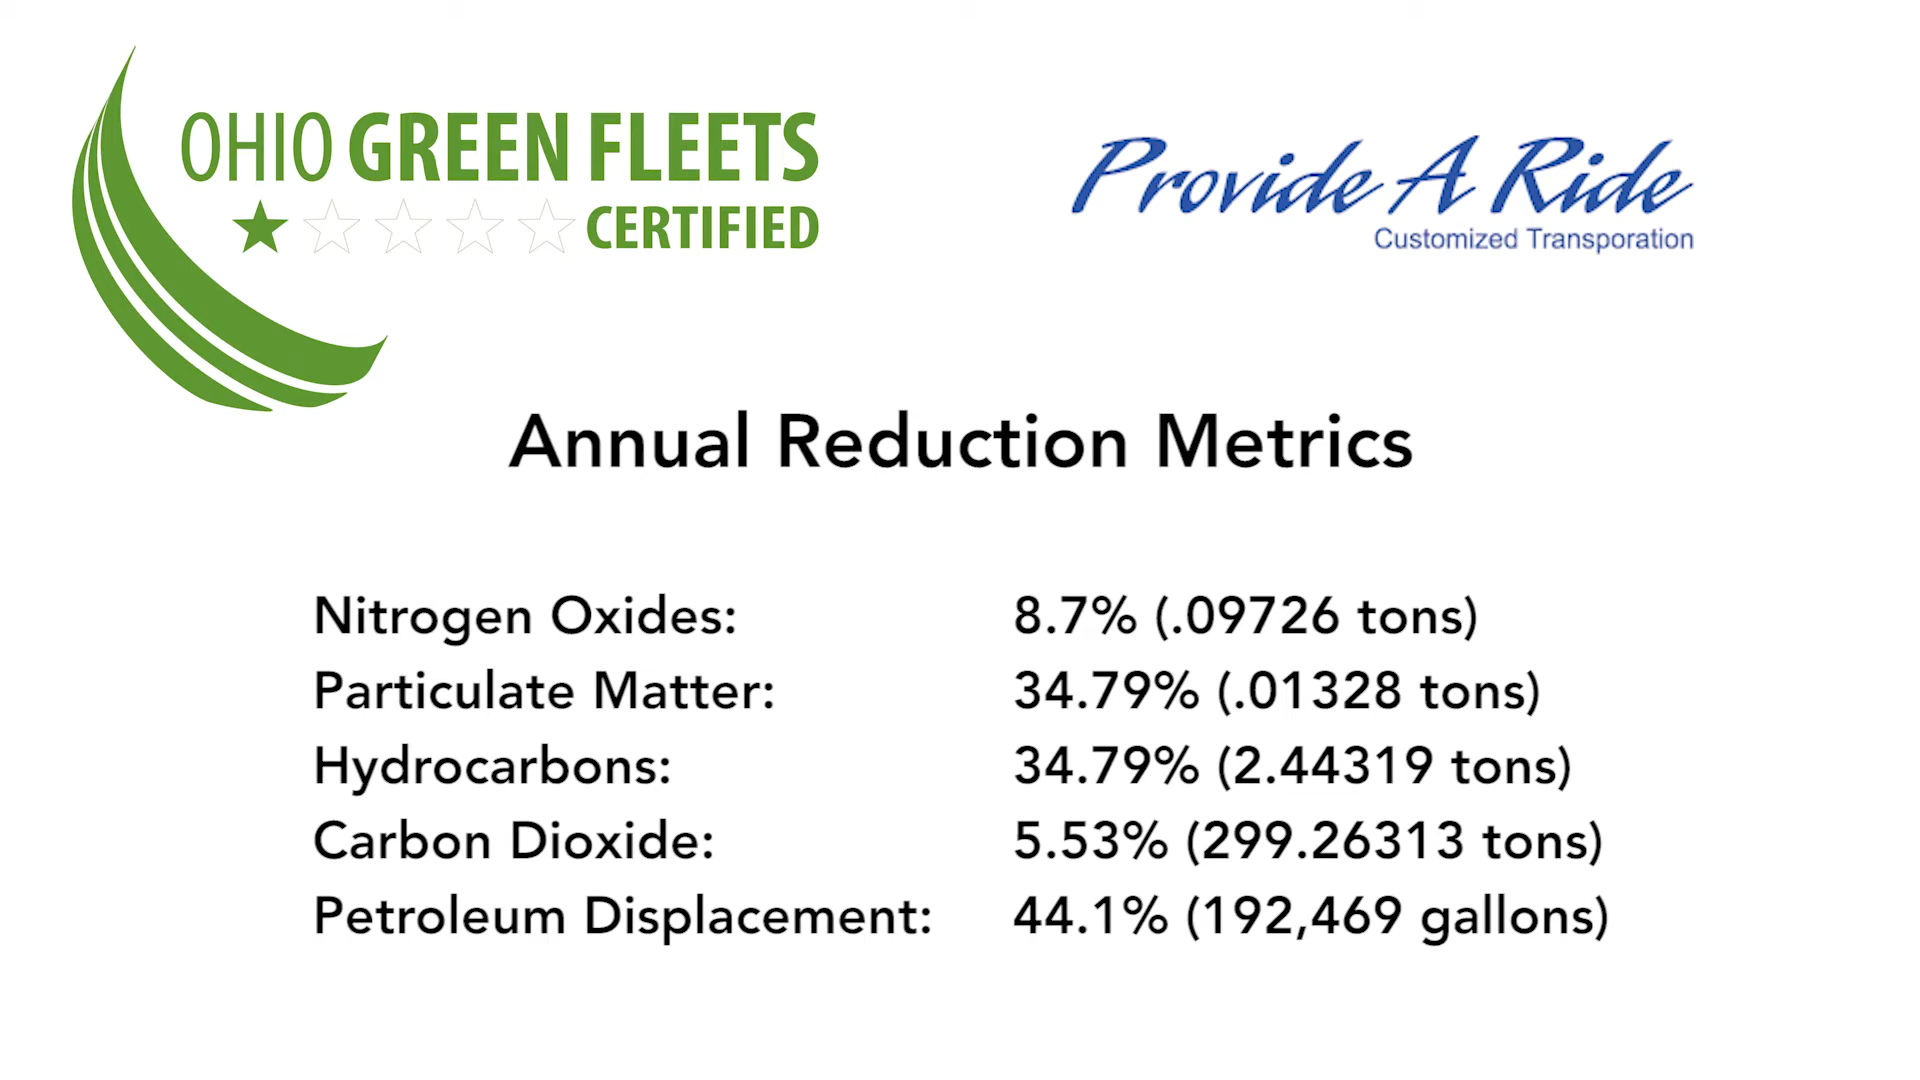 OHIO GREEN FLEETS
CERTIFIED
Provide A Ride
Customized Transporation
Annual Reduction Metrics
Nitrogen Oxides: 8.7% (.09726 tons)
Particulate Matter: 34.79% (.01328 tons)
Hydrocarbons: 34.79% (2.44319 tons)
Carbon Dioxide: 5.53% (299.26313 tons)
Petroleum Displacement: 44.1% (192,469 gallons)